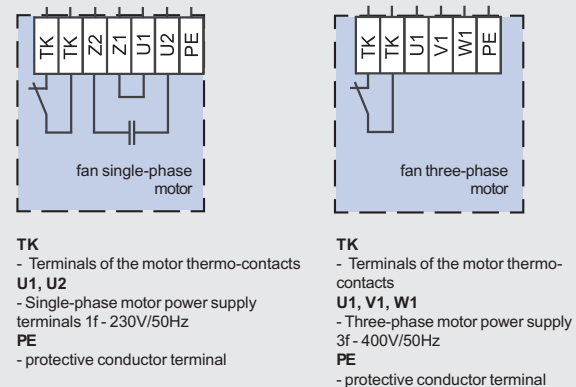 TK TK Z2 Z1 U1 U2 PE
fan single-phase
motor
TK
- Terminals of the motor thermo-contacts
U1, U2
- Single-phase motor power supply
terminals 1f - 230V/50Hz
PE
- protective conductor terminal
TK TK U1 V1 W1 PE
fan three-phase
motor
TK
- Terminals of the motor thermo-
contacts
U1, V1, W1
- Three-phase motor power supply
3f - 400V/50Hz
PE
- protective conductor terminal